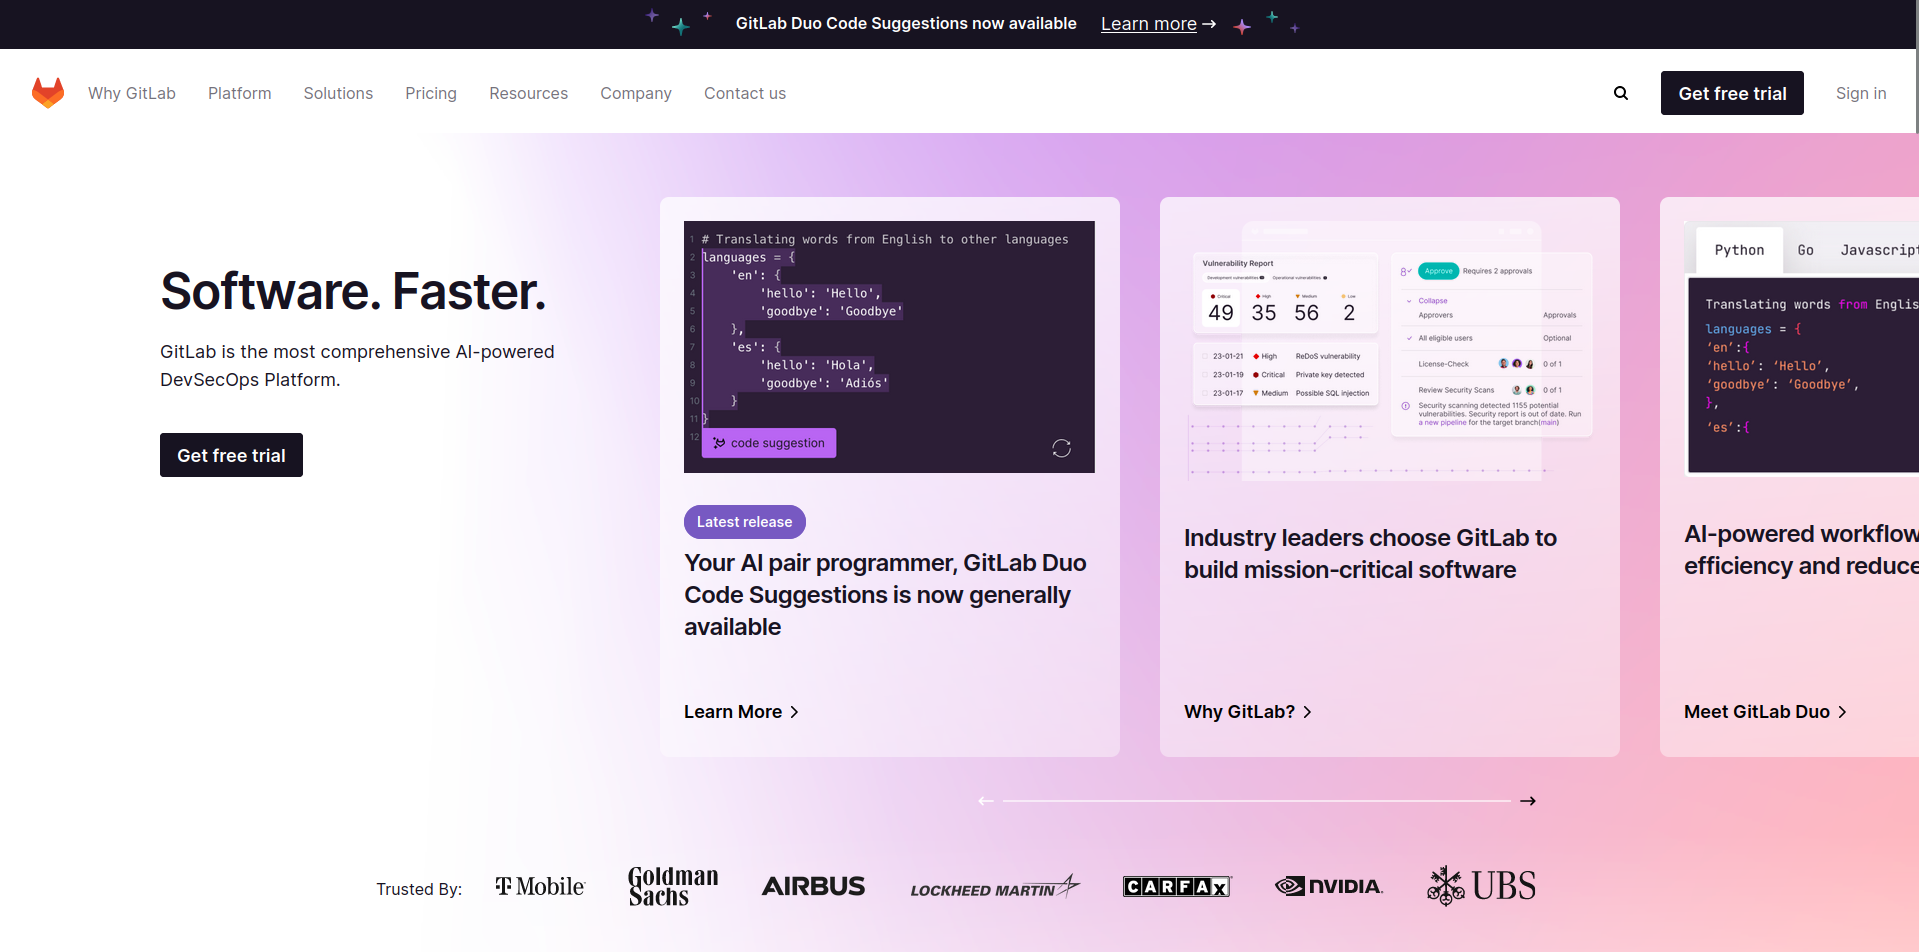 GitLab Duo Code Suggestions now available Learn more →
Why GitLab Platform Solutions Pricing Resources Company Contact us Get free trial Sign in
Software. Faster.
GitLab is the most comprehensive AI-powered
DevSecOps Platform.
Get free trial
1 # Translating words from English to other languages
2 languages = {
3 'en': {
4 'hello': 'Hello',
5 'goodbye': 'Goodbye'
6 },
7 'es': {
8 'hello': 'Hola',
9 'goodbye': 'Adiós'
10 }
11 }
12
code suggestion
Latest release
Your AI pair programmer, GitLab Duo
Code Suggestions is now generally
available
Learn More
Vulnerability Report
Development vulnerabilities Operational vulnerabilities
Critical High Medium Low
49 35 56 2
23-01-21 High ReDoS vulnerability
23-01-19 Critical Private key detected
23-01-17 Medium Possible SQL injection
Approve Requires 2 approvals
Collapse
Approvers Approvals
All eligible users Optional
License-Check 0 of 1
Review Security Scans 0 of 1
Security scanning detected 1155 potential
vulnerabilities. Security report is out of date. Run
a new pipeline for the target branch(main)
Industry leaders choose GitLab to
build mission-critical software
Why GitLab?
Python Go Javascript
Translating words from Englis
languages = {
‘en’:{
‘hello’: ‘Hello’,
‘goodbye’: ‘Goodbye’,
},
‘es’:{
AI-powered workflow
efficiency and reduce
Meet GitLab Duo
← →
Trusted By: T Mobile Goldman Sachs AIRBUS LOCKHEED MARTIN CARFAX NVIDIA. UBS